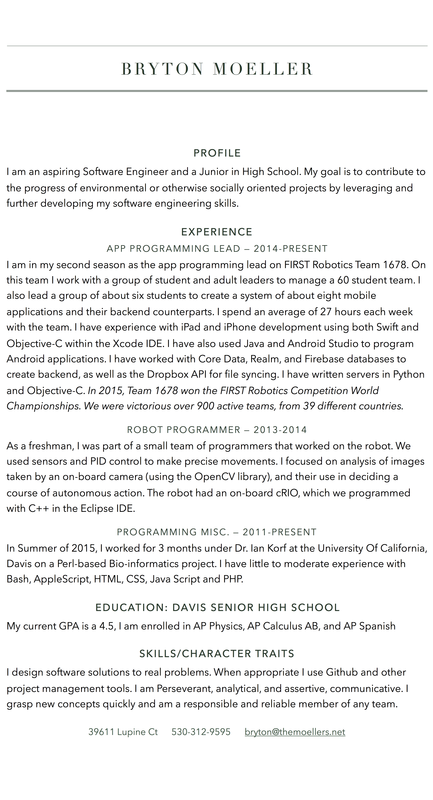 BRYTON MOELLER
PROFILE
I am an aspiring Software Engineer and a Junior in High School. My goal is to contribute to
the progress of environmental or otherwise socially oriented projects by leveraging and
further developing my software engineering skills.
EXPERIENCE
APP PROGRAMMING LEAD – 2014-PRESENT
I am in my second season as the app programming lead on FIRST Robotics Team 1678. On
this team I work with a group of student and adult leaders to manage a 60 student team. I
also lead a group of about six students to create a system of about eight mobile
applications and their backend counterparts. I spend an average of 27 hours each week
with the team. I have experience with iPad and iPhone development using both Swift and
Objective-C within the Xcode IDE. I have also used Java and Android Studio to program
Android applications. I have worked with Core Data, Realm, and Firebase databases to
create backend, as well as the Dropbox API for file syncing. I have written servers in Python
and Objective-C. In 2015, Team 1678 won the FIRST Robotics Competition World
Championships. We were victorious over 900 active teams, from 39 different countries.
ROBOT PROGRAMMER – 2013-2014
As a freshman, I was part of a small team of programmers that worked on the robot. We
used sensors and PID control to make precise movements. I focused on analysis of images
taken by an on-board camera (using the OpenCV library), and their use in deciding a
course of autonomous action. The robot had an on-board cRIO, which we programmed
with C++ in the Eclipse IDE.
PROGRAMMING MISC. – 2011-PRESENT
In Summer of 2015, I worked for 3 months under Dr. Ian Korf at the University Of California,
Davis on a Perl-based Bio-informatics project. I have little to moderate experience with
Bash, AppleScript, HTML, CSS, Java Script and PHP.
EDUCATION: DAVIS SENIOR HIGH SCHOOL
My current GPA is a 4.5, I am enrolled in AP Physics, AP Calculus AB, and AP Spanish
SKILLS/CHARACTER TRAITS
I design software solutions to real problems. When appropriate I use Github and other
project management tools. I am Perseverant, analytical, and assertive, communicative. I
grasp new concepts quickly and am a responsible and reliable member of any team.
39611 Lupine Ct 530-312-9595 bryton@themoellers.net